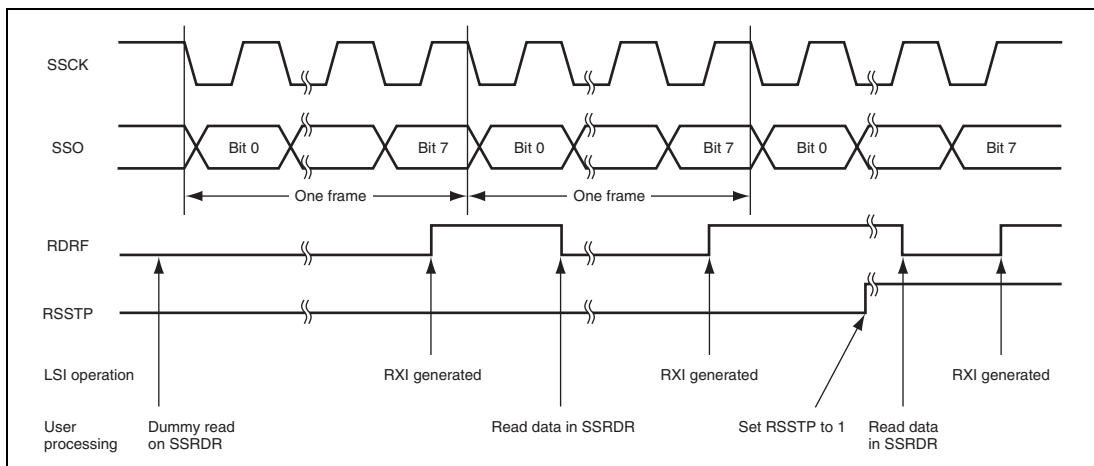 SSCK
SSO
Bit 0
Bit 7
Bit 0
Bit 7
Bit 0
Bit 7
One frame
One frame
RDRF
RSSTP
LSI operation
RXI generated
RXI generated
RXI generated
User
processing
Dummy read
on SSRDR
Read data in SSRDR
Set RSSTP to 1
Read data
in SSRDR